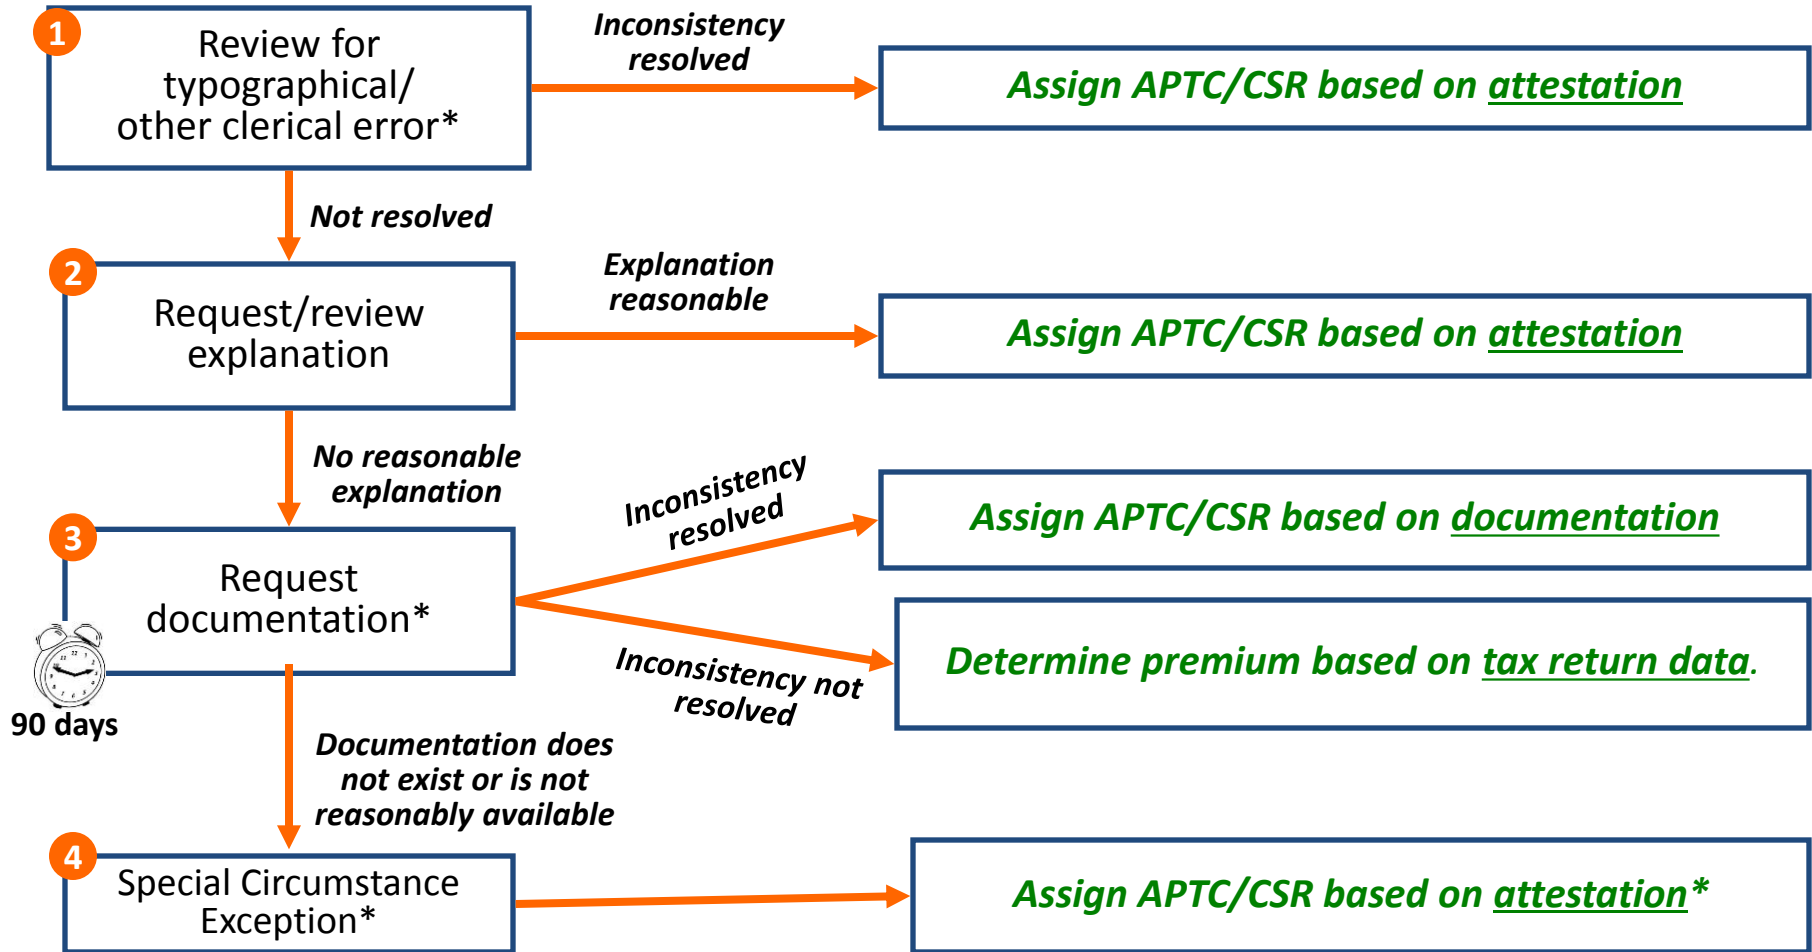 1
Review for
typographical/
other clerical error*
Inconsistency
resolved
Assign APTC/CSR based on attestation
Not resolved
2
Request/review
explanation
Explanation
reasonable
Assign APTC/CSR based on attestation
No reasonable
explanation
3
Request
documentation*
90 days
Inconsistency
resolved
Assign APTC/CSR based on documentation
Inconsistency not
resolved
Determine premium based on tax return data.
Documentation does
not exist or is not
reasonably available
4
Special Circumstance
Exception*
Assign APTC/CSR based on attestation*